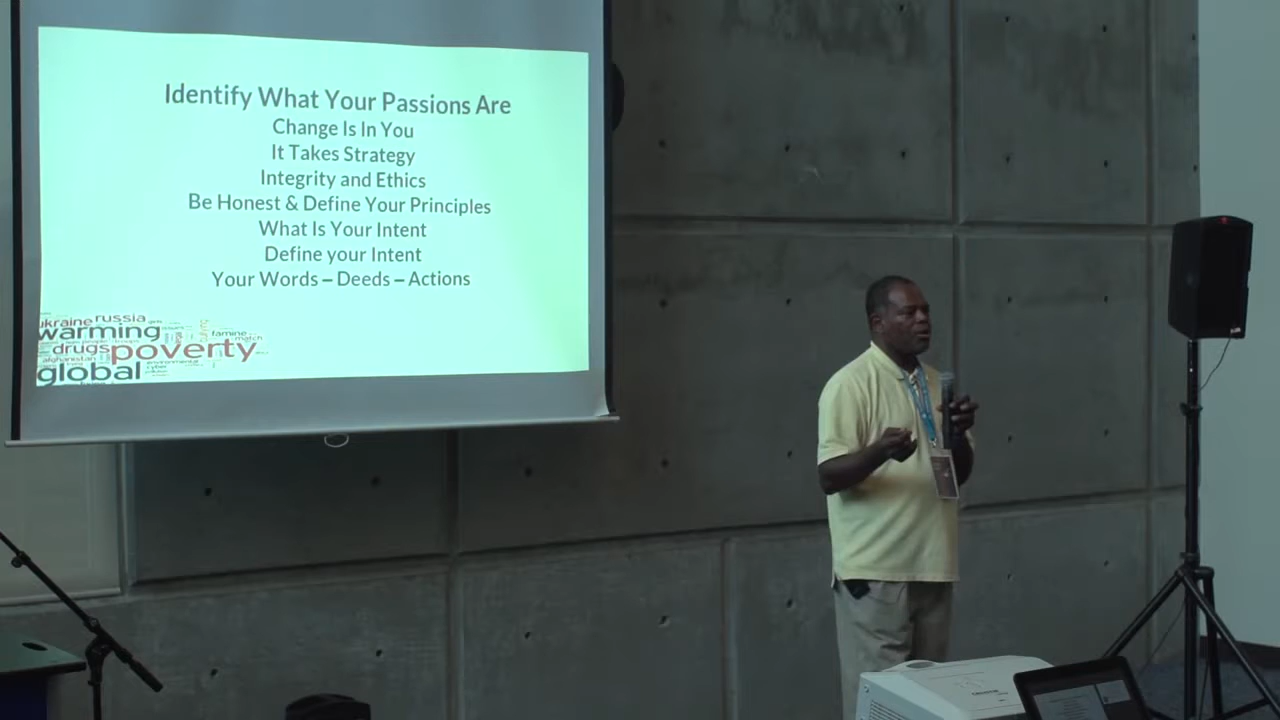 Identify What Your Passions Are
Change Is In You
It Takes Strategy
Integrity and Ethics
Be Honest & Define Your Principles
What Is Your Intent
Define your Intent
Your Words – Deeds – Actions
ukraine russia
warming
famine
drugs poverty
afghanistan
global